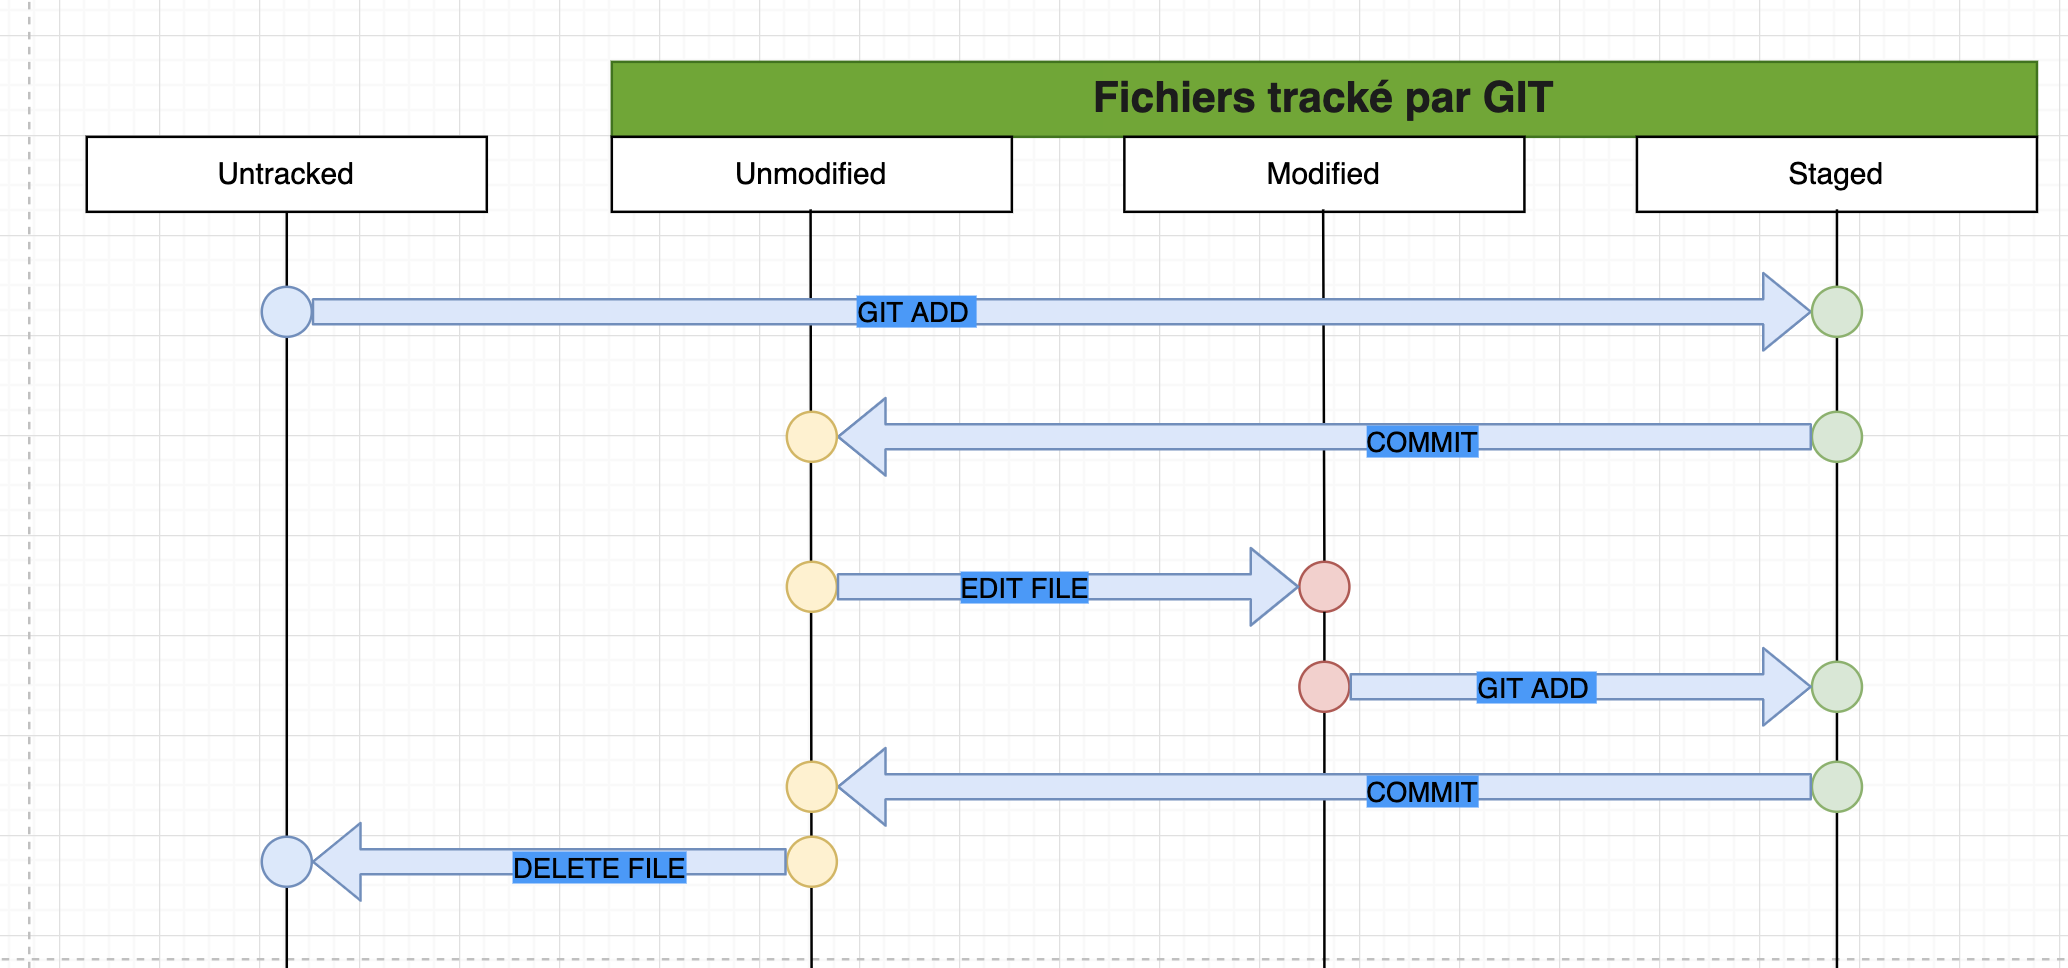 Fichiers tracké par GIT
Untracked
Unmodified
Modified
Staged
GIT ADD
COMMIT
EDIT FILE
GIT ADD
COMMIT
DELETE FILE